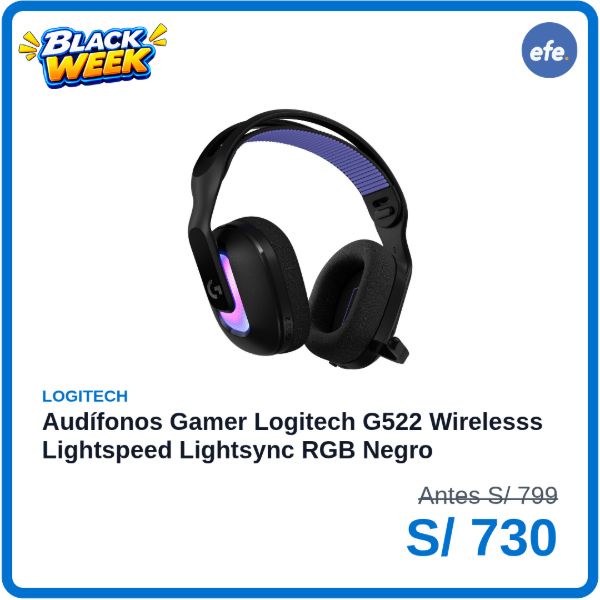 BLACK
WEEK
efe.
LOGITECH
Audífonos Gamer Logitech G522 Wirelesss
Lightspeed Lightsync RGB Negro
Antes S/ 799
S/ 730